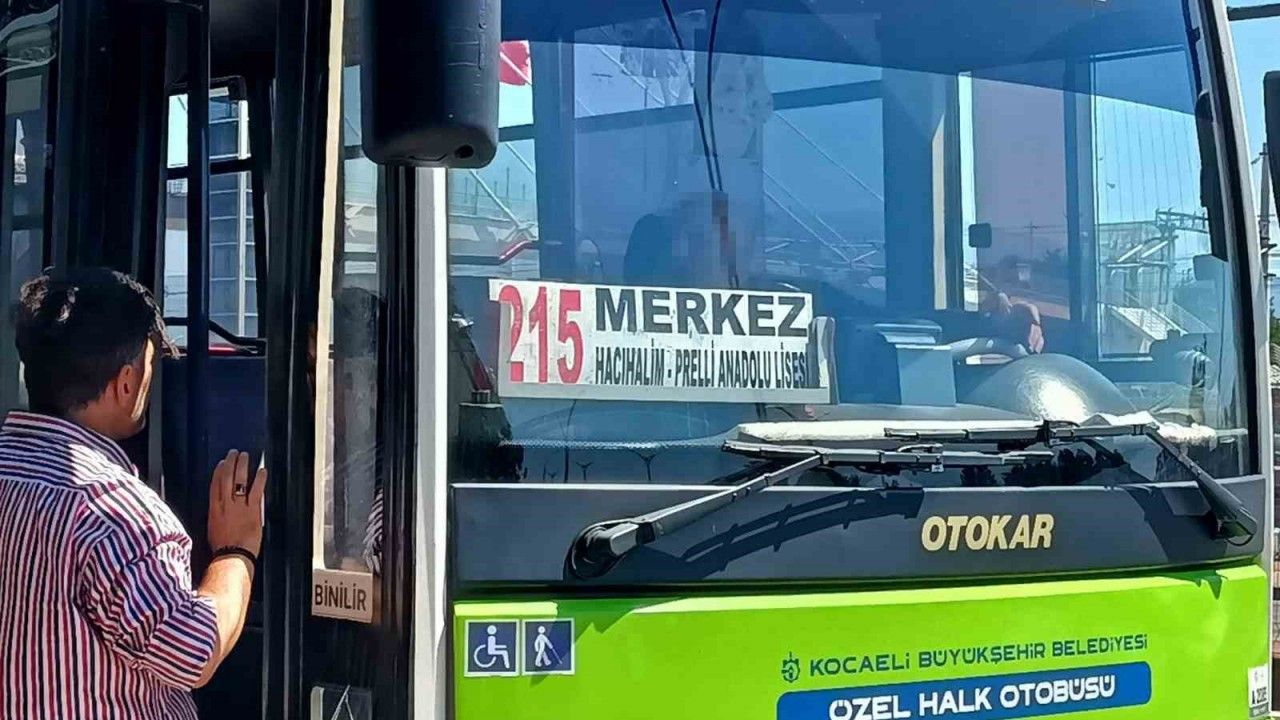 215 MERKEZ
HACIHALİM - PRELLİ ANADOLU LİSESİ
OTOKAR
BİNİLİR
KOCAELİ BÜYÜKŞEHİR BELEDİYESİ
ÖZEL HALK OTOBÜSÜ